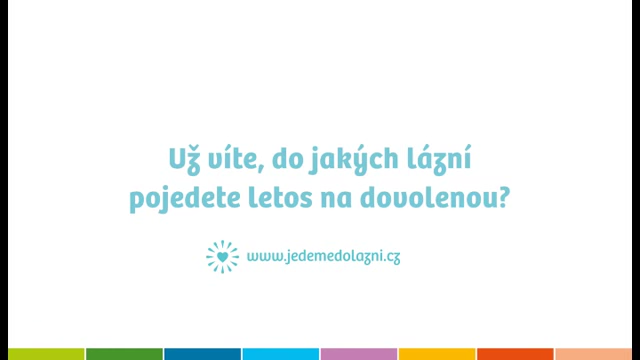 Už víte, do jakých lázní
pojedete letos na dovolenou?
www.jedemedolazni.cz